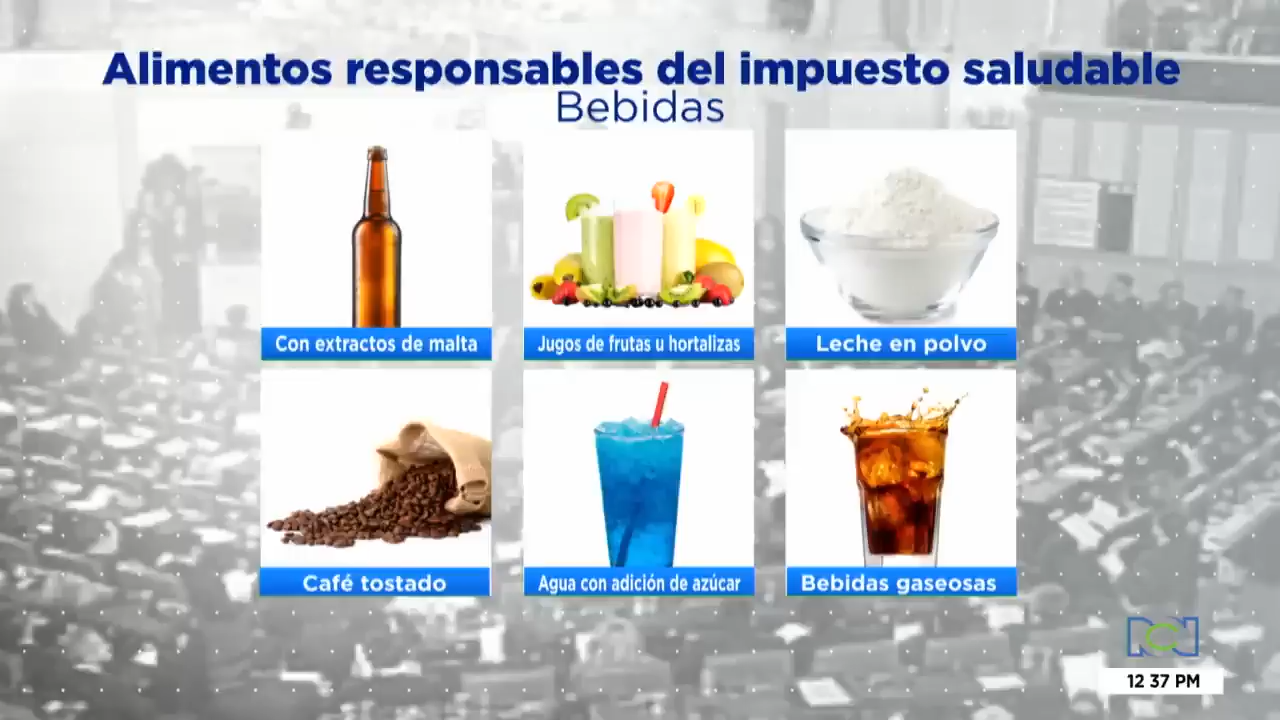 Alimentos responsables del impuesto saludable
Bebidas
Con extractos de malta
Jugos de frutas u hortalizas
Leche en polvo
Café tostado
Agua con adición de azúcar
Bebidas gaseosas
RCN
12 37 PM